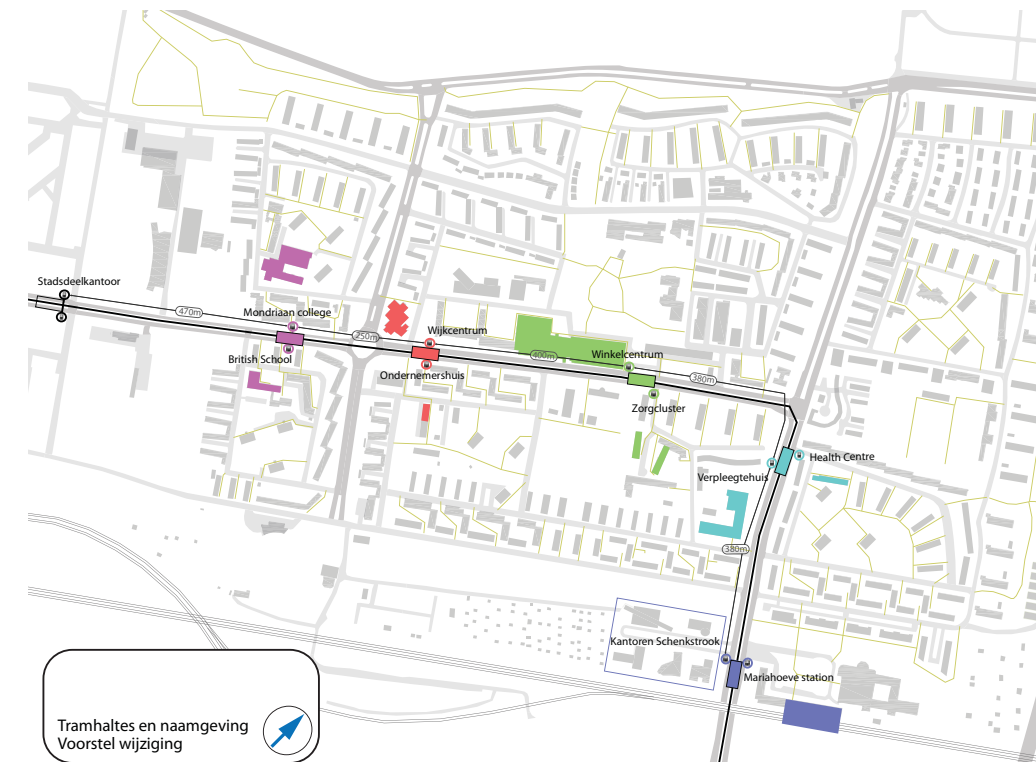 Stadsdeelkantoor
470m
Mondriaan college
250m
British School
Wijkcentrum
Ondernemershuis
400m
Winkelcentrum
380m
Zorgcluster
Health Centre
Verpleegtehuis
380m
Kantoren Schenkstrook
Mariahoeve station
Tramhaltes en naamgeving
Voorstel wijziging